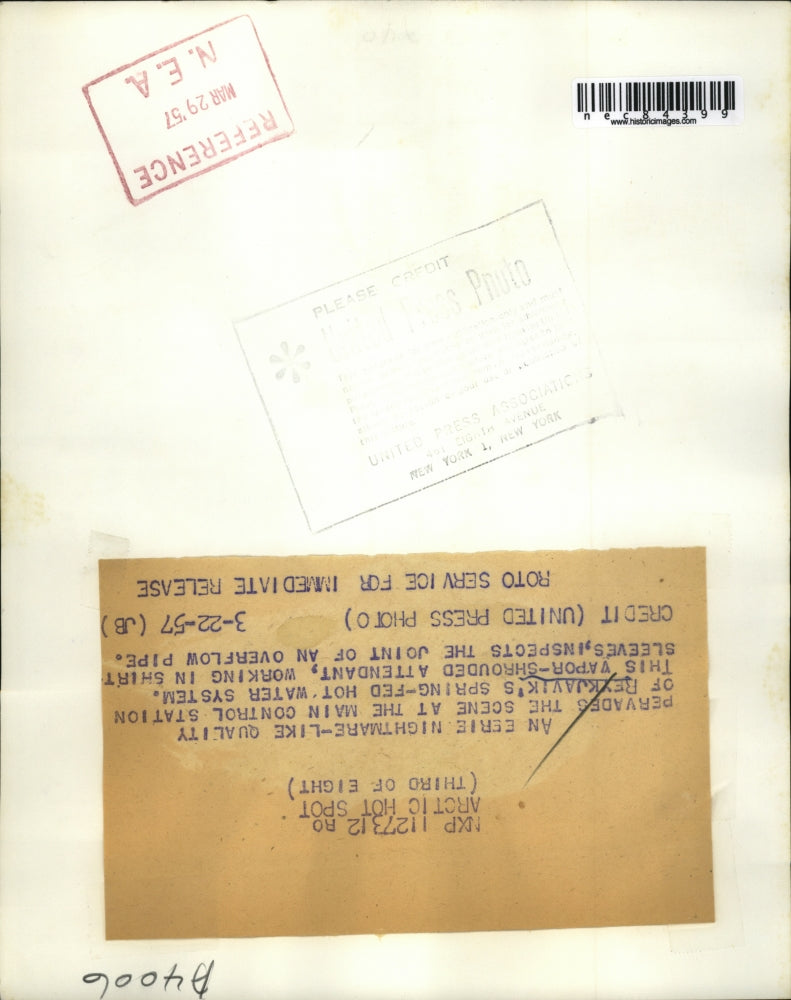 REFERENCE
MAR 29 '57
N. E. A.
nec84399
www.historicimages.com
PLEASE CREDIT
United Press Photo
UNITED PRESS ASSOCIATIONS
461 EIGHTH AVENUE
NEW YORK 1, NEW YORK
NXP 1127312 RO
ARCTIC HOT SPOT
(THIRD OF EIGHT)
AN EERIE NIGHTMARE-LIKE QUALITY
PERVADES THE SCENE AT THE MAIN CONTROL STATION
OF REYKJAVIK'S SPRING-FED HOT WATER SYSTEM.
THIS VAPOR-SHROUDED ATTENDANT, WORKING IN SHIRT
SLEEVES,INSPECTS THE JOINT OF AN OVERFLOW PIPE.
CREDIT (UNITED PRESS PHOTO) 3-22-57 (JB)
ROTO SERVICE FOR IMMEDIATE RELEASE
A4006